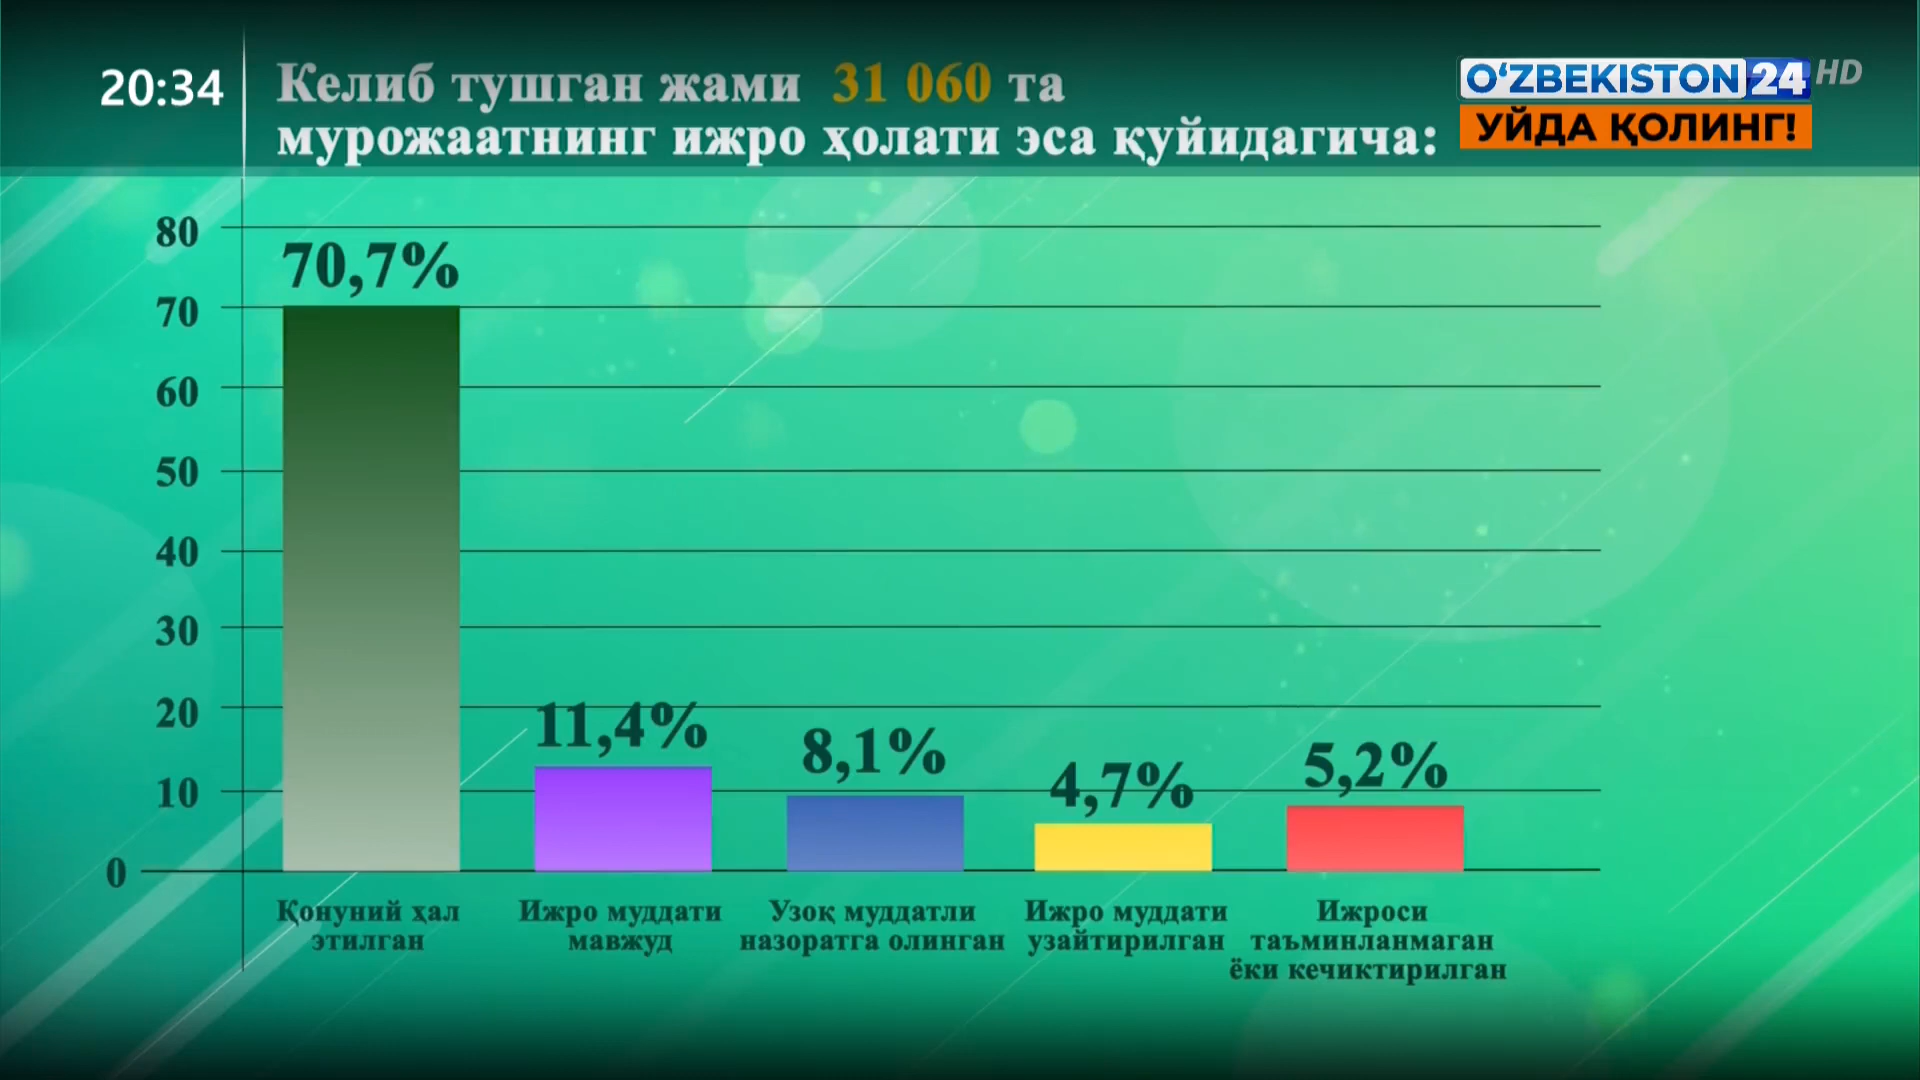 20:34
Келиб тушган жами 31 060 та
мурожаатнинг ижро ҳолати эса қуйидагича:
O‘ZBEKISTON 24 HD
УЙДА ҚОЛИНГ!
80
70
60
50
40
30
20
10
0
70,7%
11,4%
8,1%
4,7%
5,2%
Қонуний ҳал
этилган
Ижро муддати
мавжуд
Узоқ муддатли
назоратга олинган
Ижро муддати
узайтирилган
Ижроси
таъминланмаган
ёки кечиктирилган